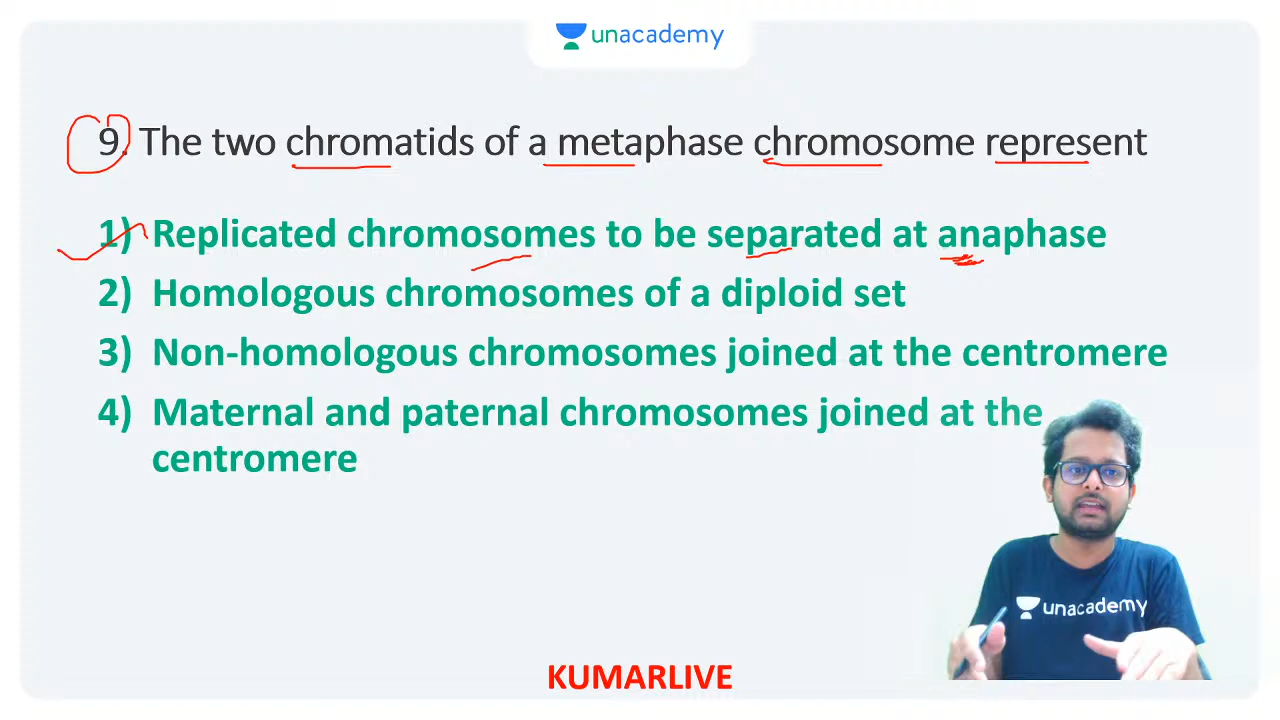 unacademy
9. The two chromatids of a metaphase chromosome represent
1) Replicated chromosomes to be separated at anaphase
2) Homologous chromosomes of a diploid set
3) Non-homologous chromosomes joined at the centromere
4) Maternal and paternal chromosomes joined at the
centromere
unacademy
KUMARLIVE